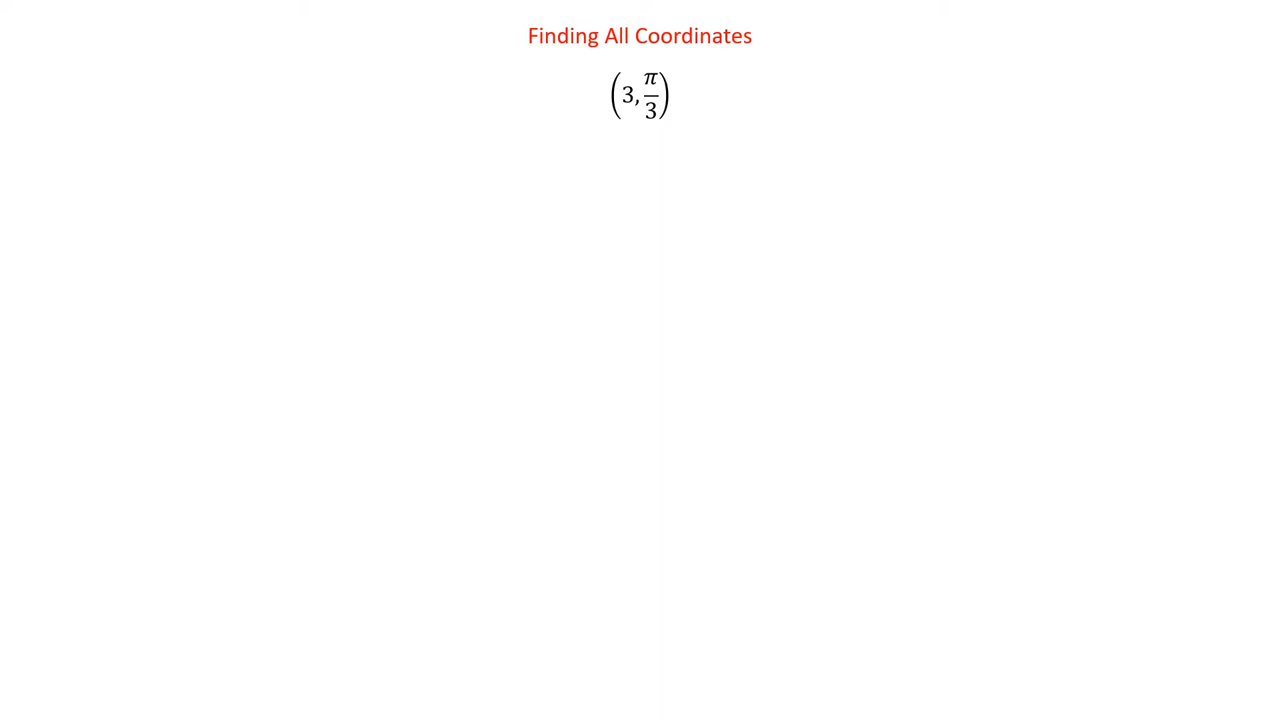 Finding All Coordinates
(3, π/3)